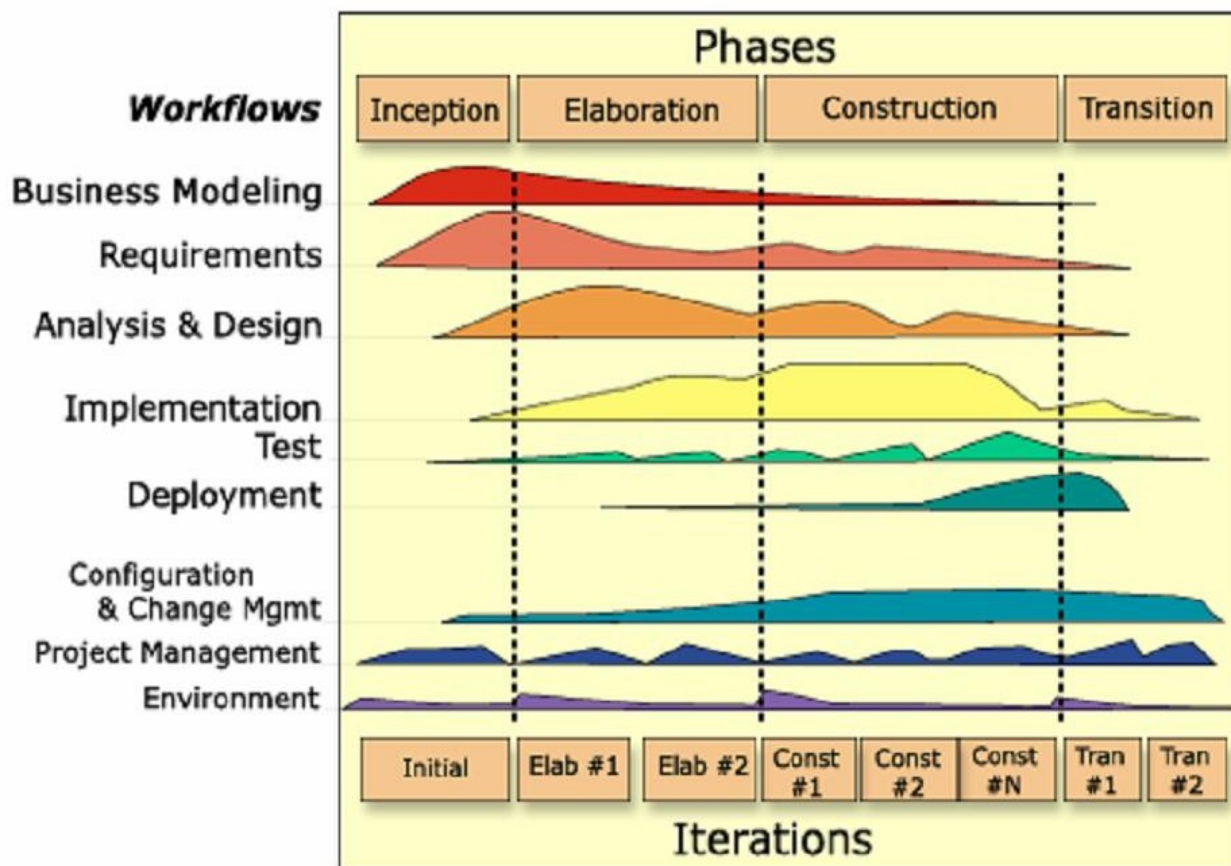 Phases
Workflows
Inception
Elaboration
Construction
Transition
Business Modeling
Requirements
Analysis & Design
Implementation
Test
Deployment
Configuration
& Change Mgmt
Project Management
Environment
Initial
Elab #1
Elab #2
Const
#1
Const
#2
Const
#N
Tran
#1
Tran
#2
Iterations